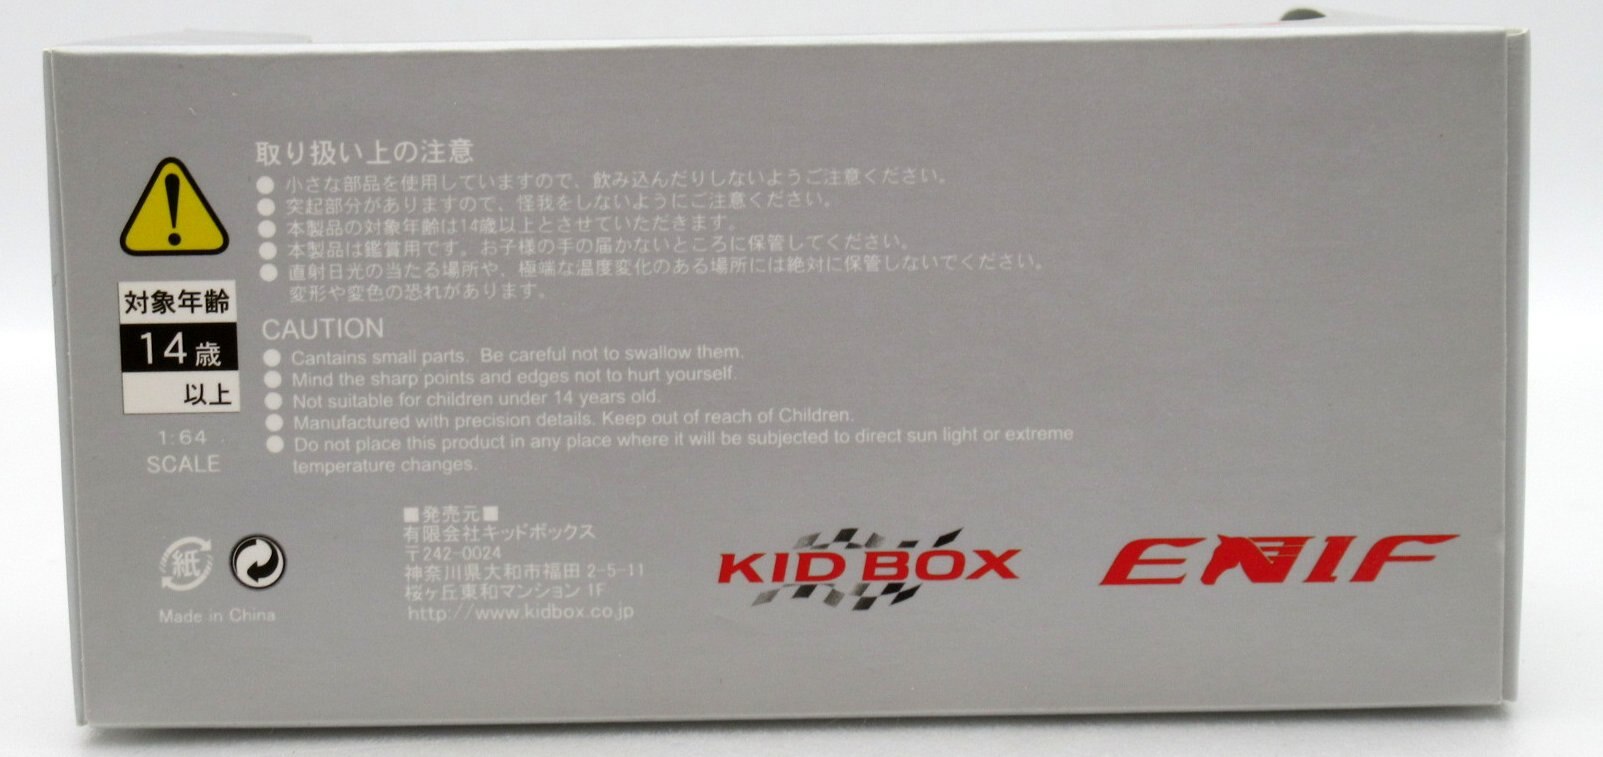 取り扱い上の注意
● 小さな部品を使用していますので、飲み込んだりしないようご注意ください。
● 突起部分がありますので、怪我をしないようにご注意ください。
● 本製品の対象年齢は14歳以上とさせていただきます。
● 本製品は鑑賞用です。お子様の手の届かないところに保管してください。
● 直射日光の当たる場所や、極端な温度変化のある場所には絶対に保管しないでください。
変形や変色の恐れがあります。
対象年齢
14歳
以上
CAUTION
● Cantains small parts. Be careful not to swallow them.
● Mind the sharp points and edges not to hurt yourself.
● Not suitable for children under 14 years old.
● Manufactured with precision details. Keep out of reach of Children.
● Do not place this product in any place where it will be subjected to direct sun light or extreme
temperature changes.
1:64
SCALE
紙
Made in China
■発売元■
有限会社キッドボックス
〒242-0024
神奈川県大和市福田 2-5-11
桜ヶ丘東和マンション 1F
http://www.kidbox.co.jp
KID BOX
ENIF